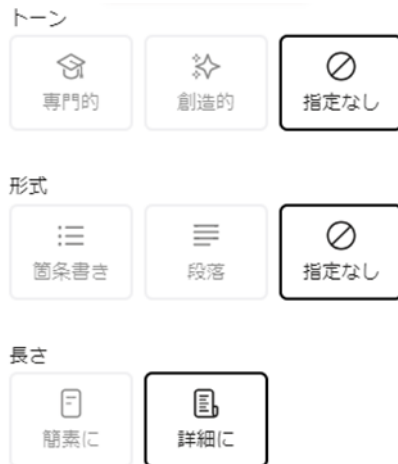 トーン
専門的 創造的 指定なし
形式
箇条書き 段落 指定なし
長さ
簡素に 詳細に